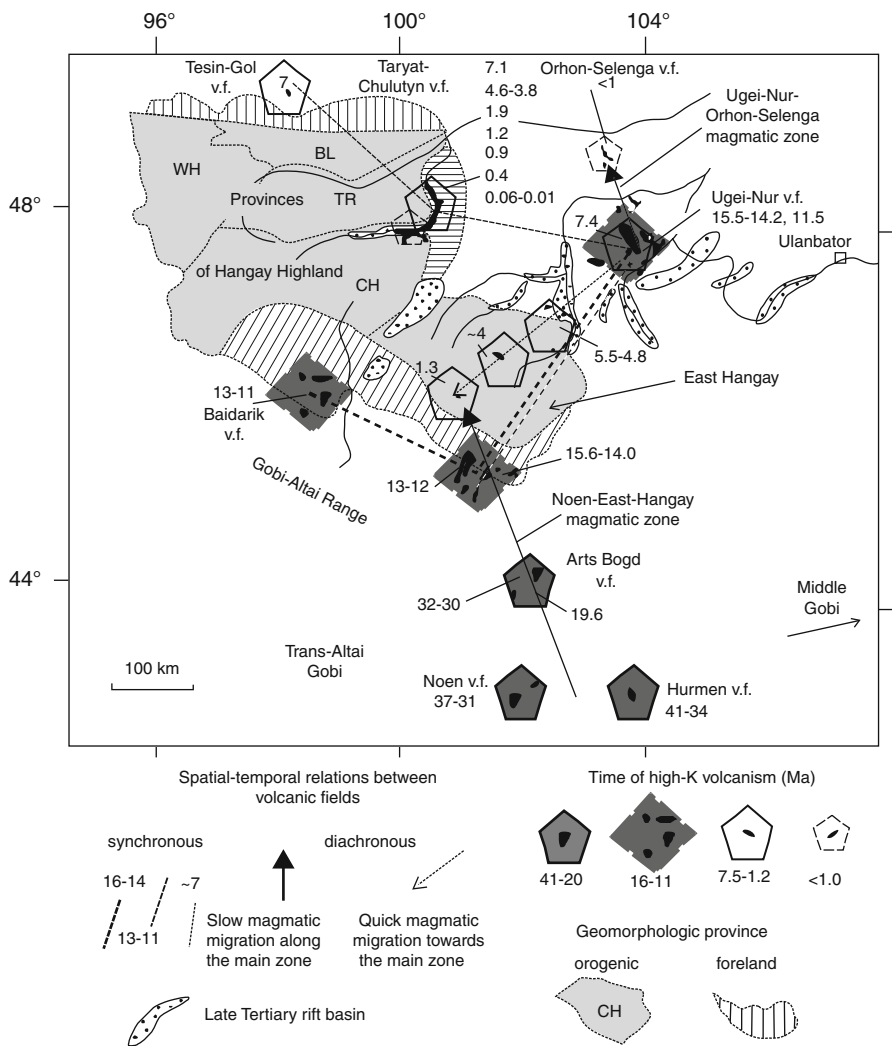 96°
100°
104°
Tesin-Gol
v.f.
7
Taryat-
Chulutyn v.f.
7.1
4.6-3.8
1.9
1.2
0.9
0.4
0.06-0.01
Orhon-Selenga v.f.
<1
Ugei-Nur-
Orhon-Selenga
magmatic zone
WH
BL
Provinces
TR
of Hangay Highland
CH
48°
7.4
Ugei-Nur v.f.
15.5-14.2, 11.5
Ulanbator
~4
1.3
5.5-4.8
East Hangay
13-11
Baidarik
v.f.
Gobi-Altai Range
13-12
15.6-14.0
Noen-East-Hangay
magmatic zone
44°
Arts Bogd
v.f.
32-30
19.6
Middle
Gobi
Trans-Altai
Gobi
100 km
Noen v.f.
37-31
Hurmen v.f.
41-34
Spatial-temporal relations between
volcanic fields
synchronous
diachronous
16-14
~7
13-11
Slow magmatic
migration along
the main zone
Quick magmatic
migration towards
the main zone
Late Tertiary rift basin
Time of high-K volcanism (Ma)
41-20
16-11
7.5-1.2
<1.0
Geomorphologic province
orogenic
foreland
CH